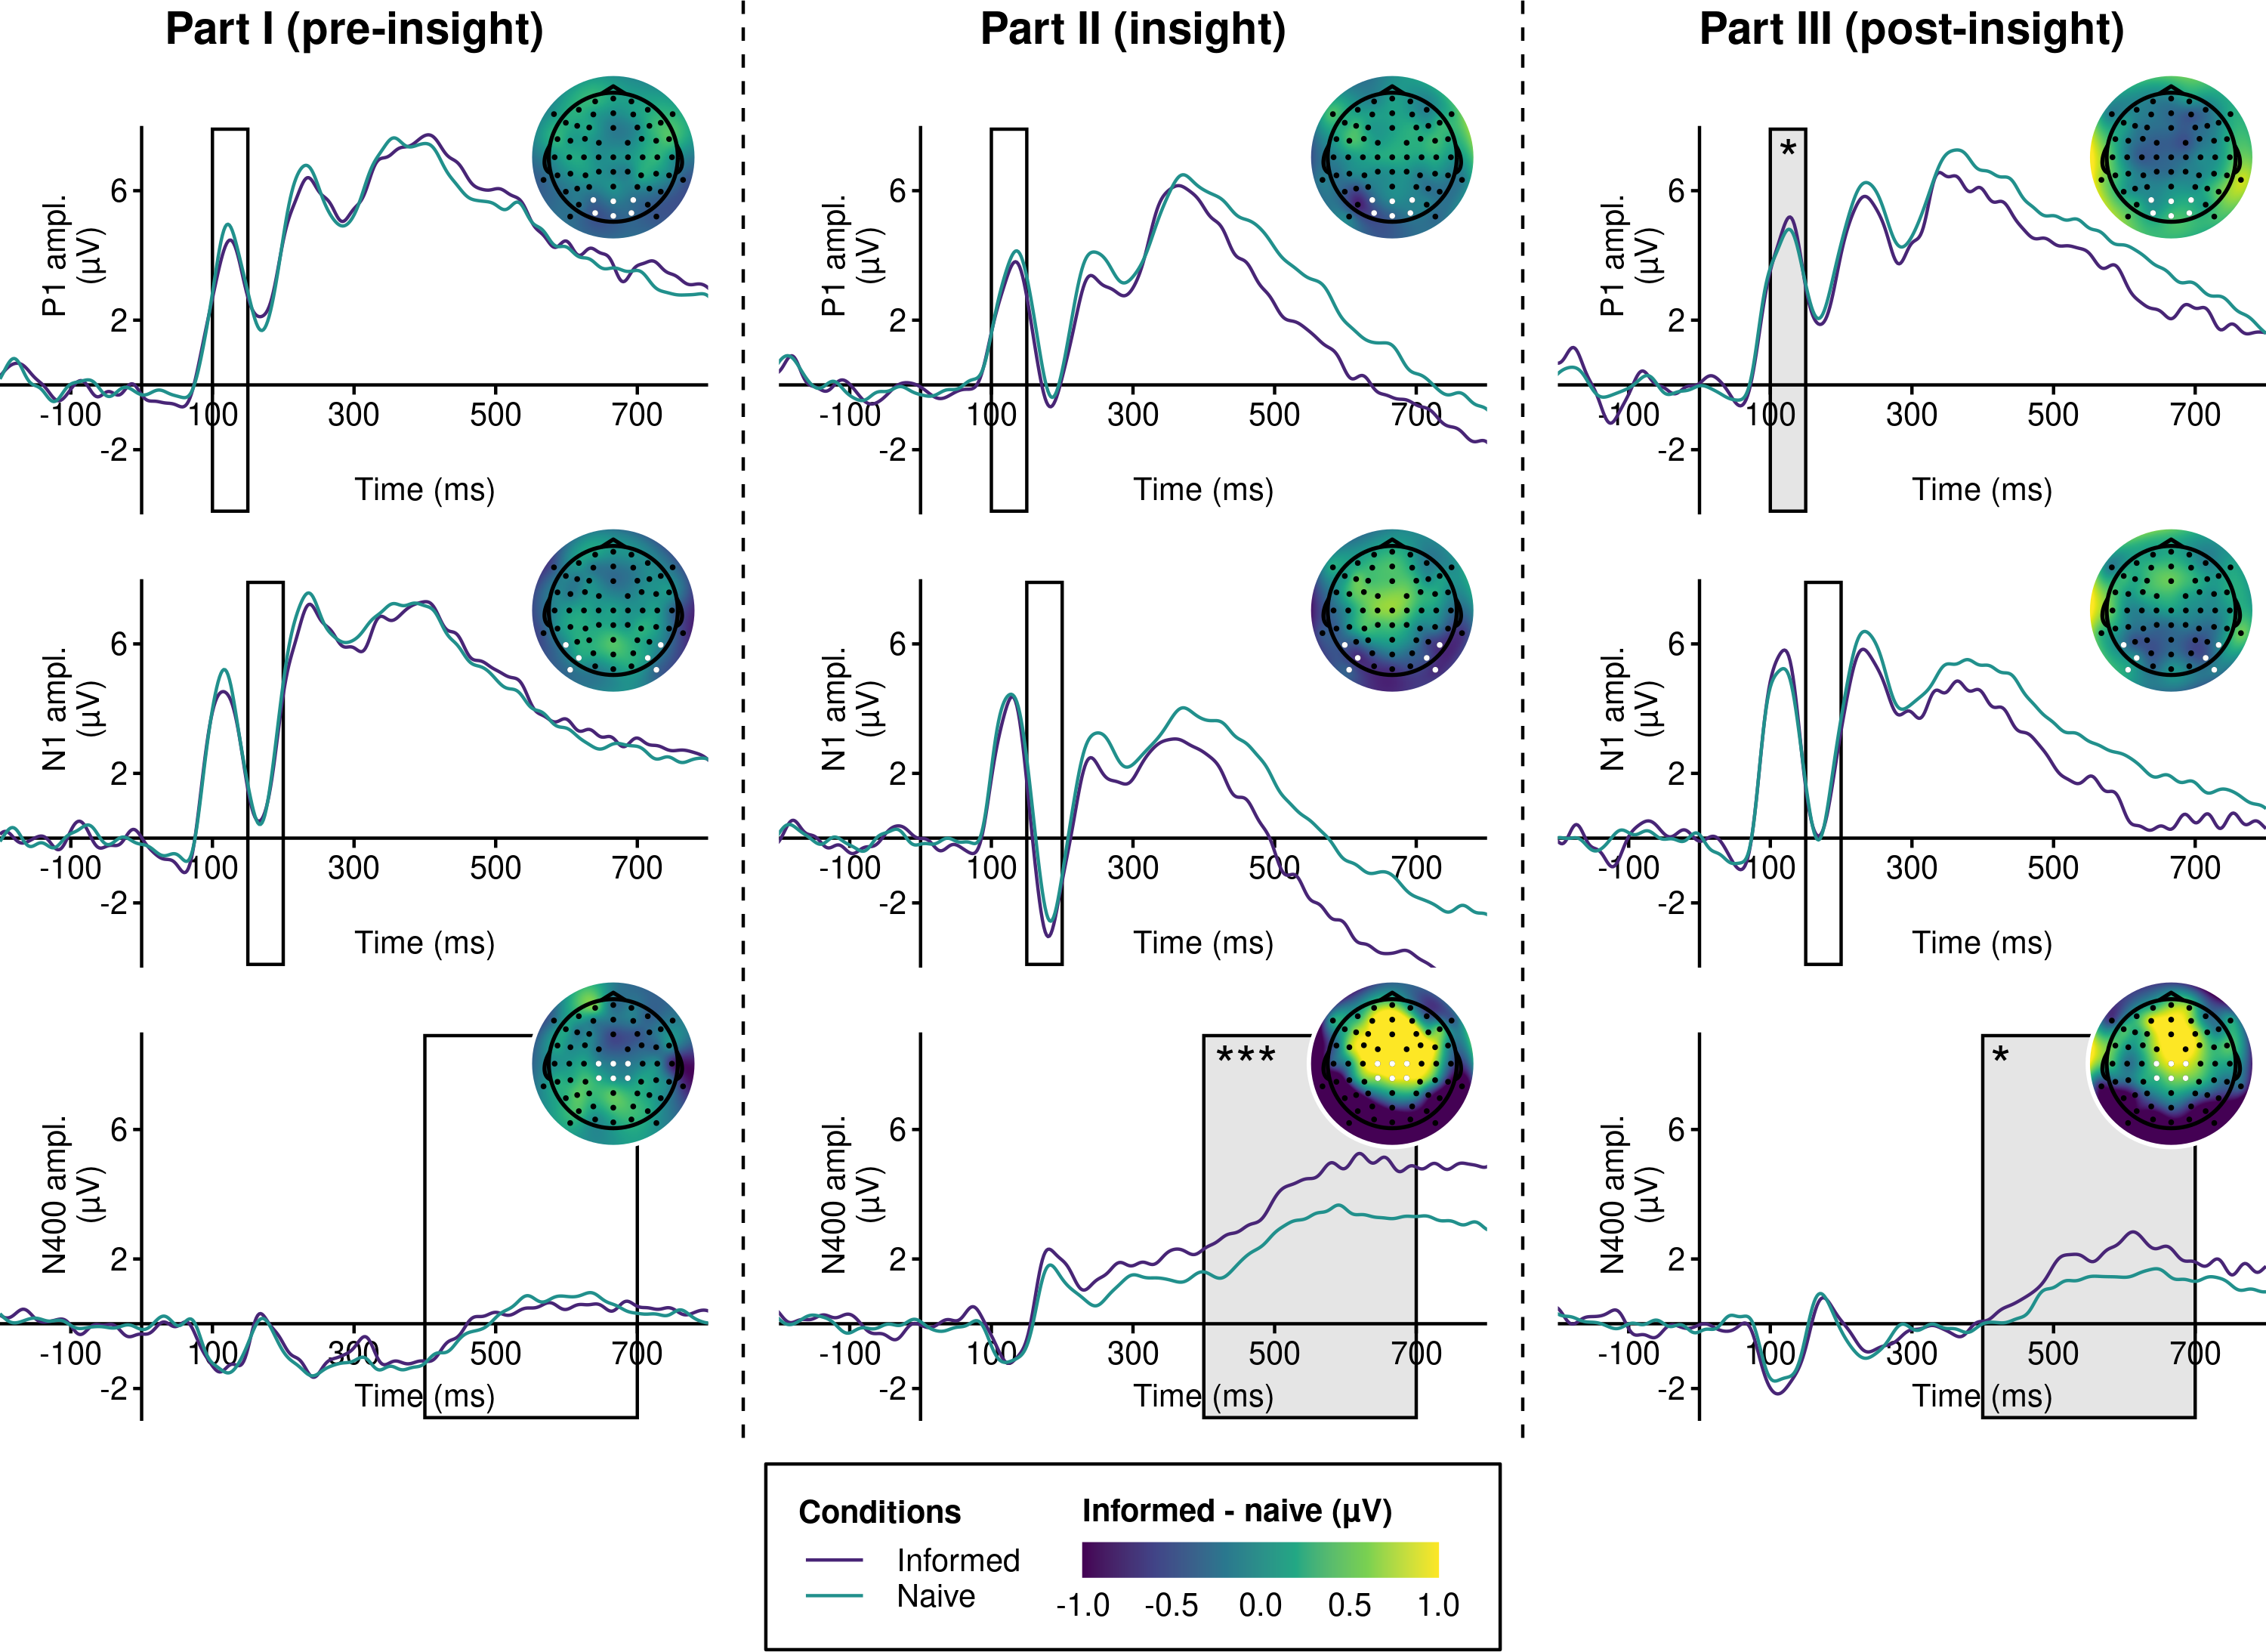 Part I (pre-insight)
Part II (insight)
Part III (post-insight)
P1 ampl.
(µV)
6
2
-2
-100 100 300 500 700
Time (ms)
P1 ampl.
(µV)
6
2
-2
-100 100 300 500 700
Time (ms)
P1 ampl.
(µV)
*
6
2
-2
-100 100 300 500 700
Time (ms)
N1 ampl.
(µV)
6
2
-2
-100 100 300 500 700
Time (ms)
N1 ampl.
(µV)
6
2
-2
-100 100 300 500 700
Time (ms)
N1 ampl.
(µV)
6
2
-2
-100 100 300 500 700
Time (ms)
N400 ampl.
(µV)
6
2
-2
-100 100 300 500 700
Time (ms)
N400 ampl.
(µV)
***
6
2
-2
-100 100 300 500 700
Time (ms)
N400 ampl.
(µV)
*
6
2
-2
-100 100 300 500 700
Time (ms)
Conditions
Informed
Naive
Informed - naive (µV)
-1.0 -0.5 0.0 0.5 1.0